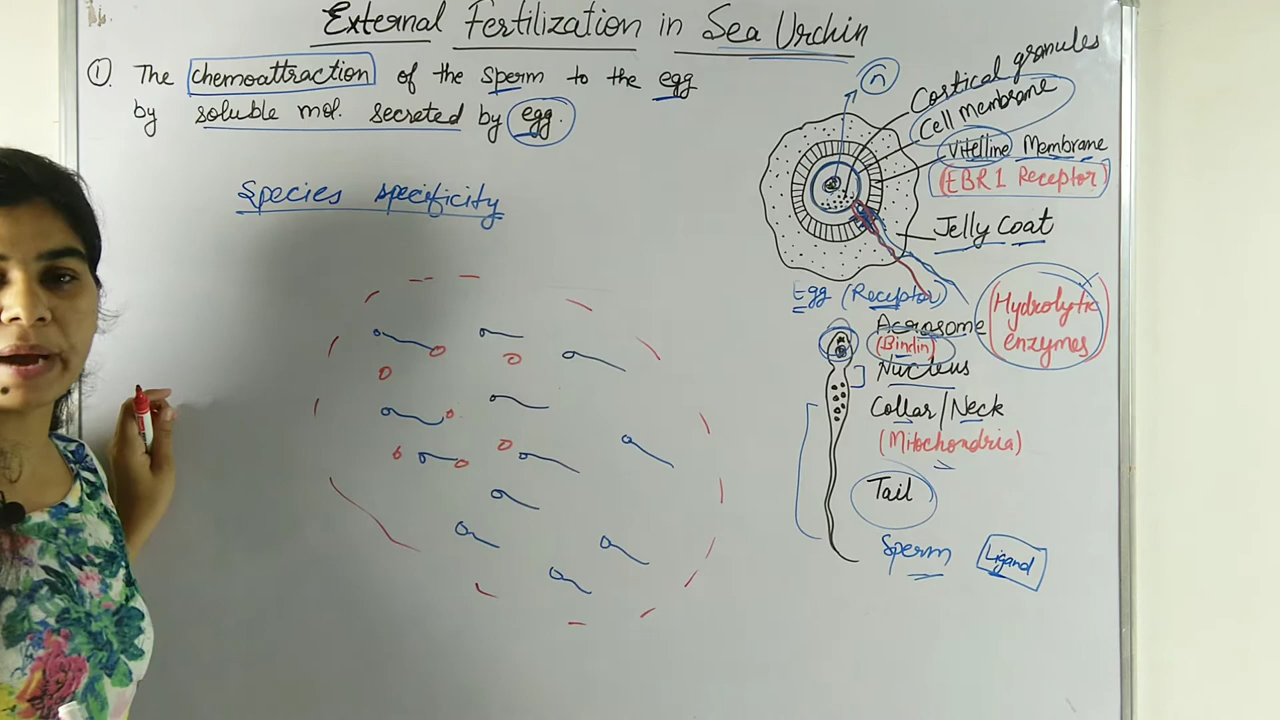 External Fertilization in Sea Urchin
① The chemoattraction of the sperm to the egg
by soluble mol. secreted by egg.
Species specificity
n
Cortical granules
Cell membrane
Vitelline Membrane
(EBR1 Receptor)
Jelly Coat
Egg (Receptor)
Acrosome
(Bindin)
Hydrolytic
enzymes
Nucleus
Collar/Neck
(Mitochondria)
Tail
Sperm
Ligand